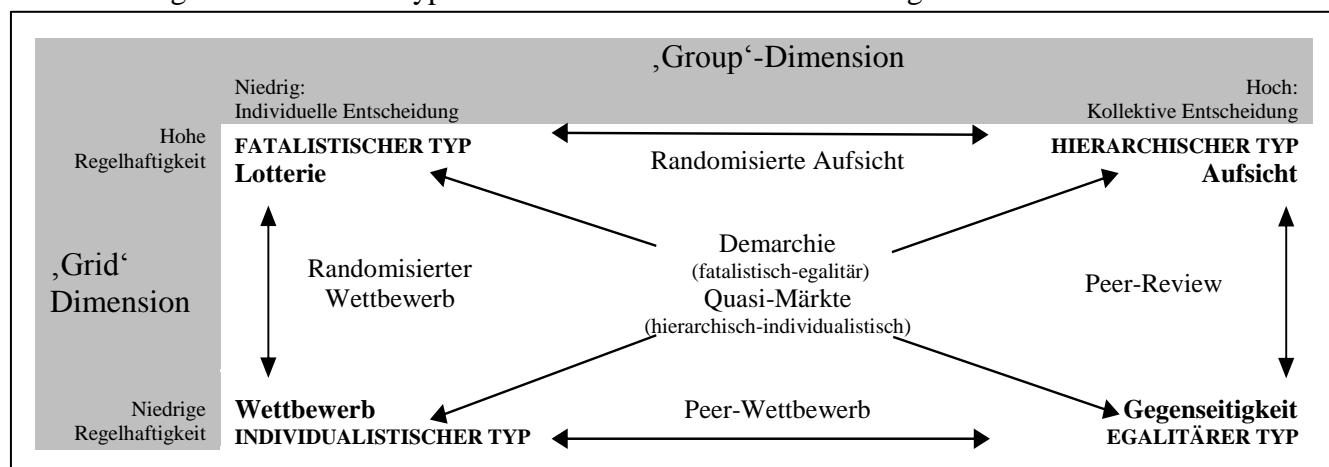 ‚Group‘-Dimension
Niedrig:
Individuelle Entscheidung
Hoch:
Kollektive Entscheidung
Hohe
Regelhaftigkeit
FATALISTISCHER TYP
Lotterie
Randomisierte Aufsicht
HIERARCHISCHER TYP
Aufsicht
‚Grid‘
Dimension
Randomisierter
Wettbewerb
Demarchie
(fatalistisch-egalitär)
Quasi-Märkte
(hierarchisch-individualistisch)
Peer-Review
Niedrige
Regelhaftigkeit
Wettbewerb
INDIVIDUALISTISCHER TYP
Peer-Wettbewerb
Gegenseitigkeit
EGALITÄRER TYP